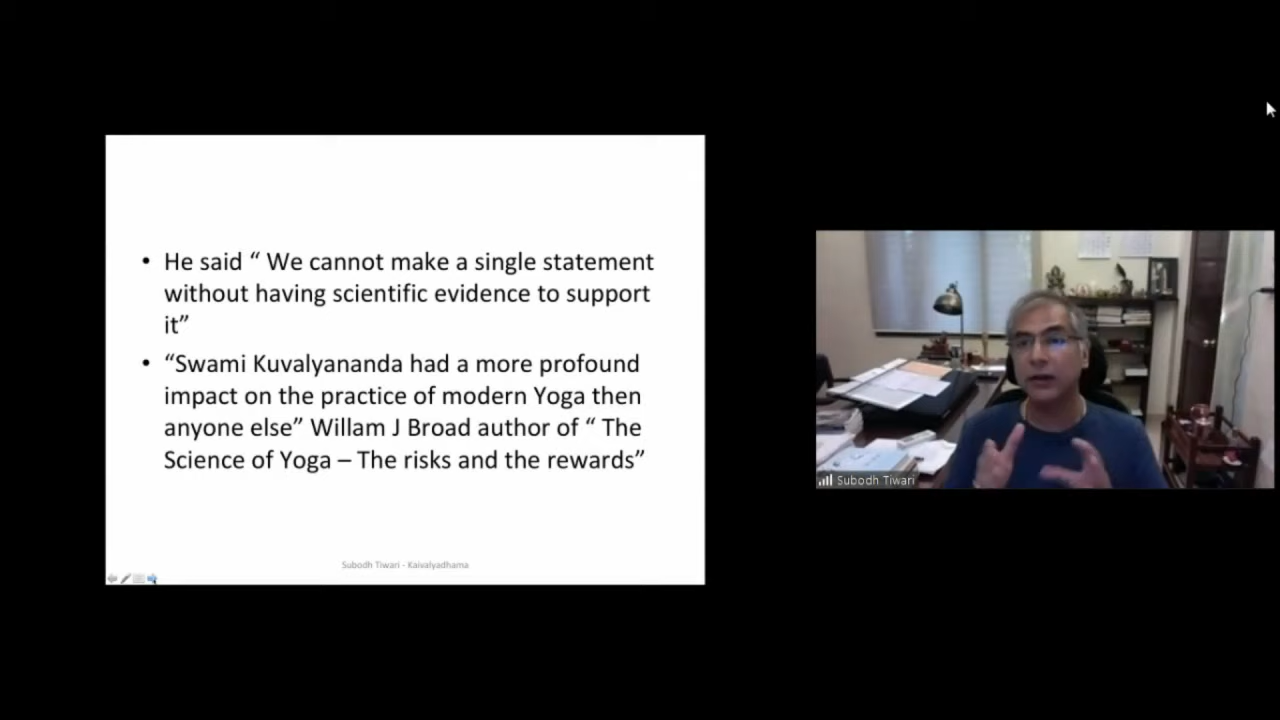 • He said “ We cannot make a single statement
without having scientific evidence to support
it”
• “Swami Kuvalyananda had a more profound
impact on the practice of modern Yoga then
anyone else” Willam J Broad author of “ The
Science of Yoga – The risks and the rewards”
Subodh Tiwari - Kaivalyadhama
Subodh Tiwari